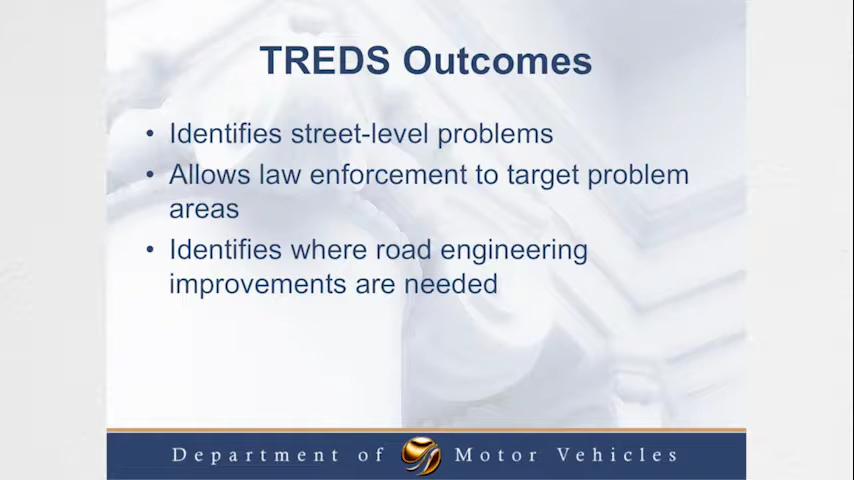 TREDS Outcomes
• Identifies street-level problems
• Allows law enforcement to target problem
areas
• Identifies where road engineering
improvements are needed
Department of Motor Vehicles